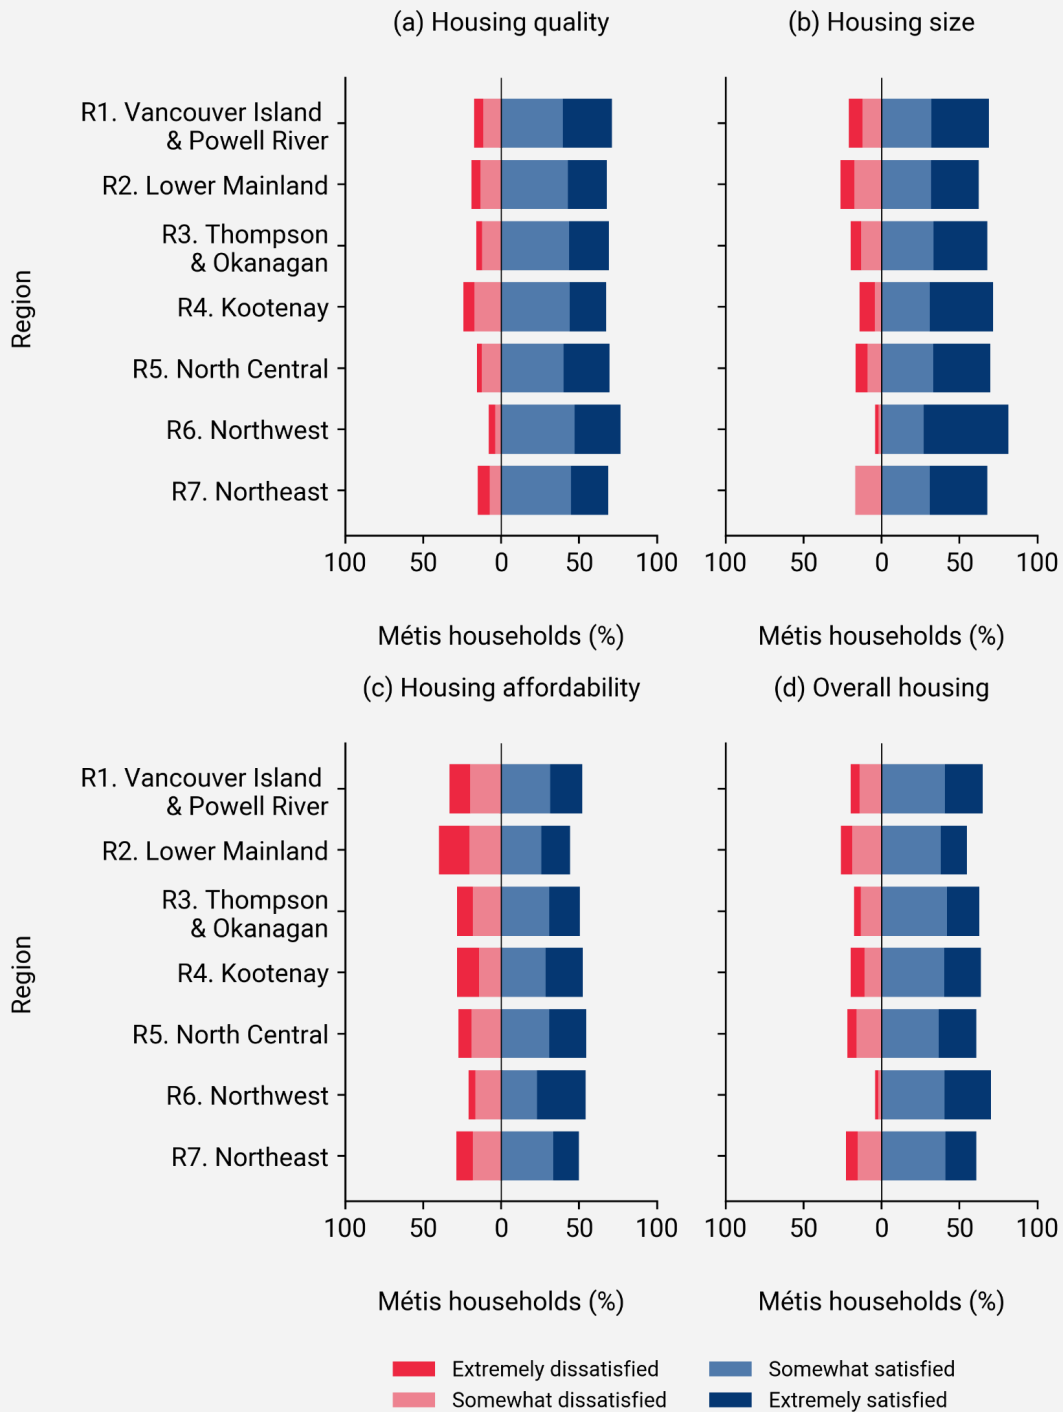 (a) Housing quality
(b) Housing size
Region
R1. Vancouver Island
& Powell River
R2. Lower Mainland
R3. Thompson
& Okanagan
R4. Kootenay
R5. North Central
R6. Northwest
R7. Northeast
100 50 0 50 100
100 50 0 50 100
Métis households (%)
Métis households (%)
(c) Housing affordability
(d) Overall housing
Region
R1. Vancouver Island
& Powell River
R2. Lower Mainland
R3. Thompson
& Okanagan
R4. Kootenay
R5. North Central
R6. Northwest
R7. Northeast
100 50 0 50 100
100 50 0 50 100
Métis households (%)
Métis households (%)
Extremely dissatisfied
Somewhat dissatisfied
Somewhat satisfied
Extremely satisfied